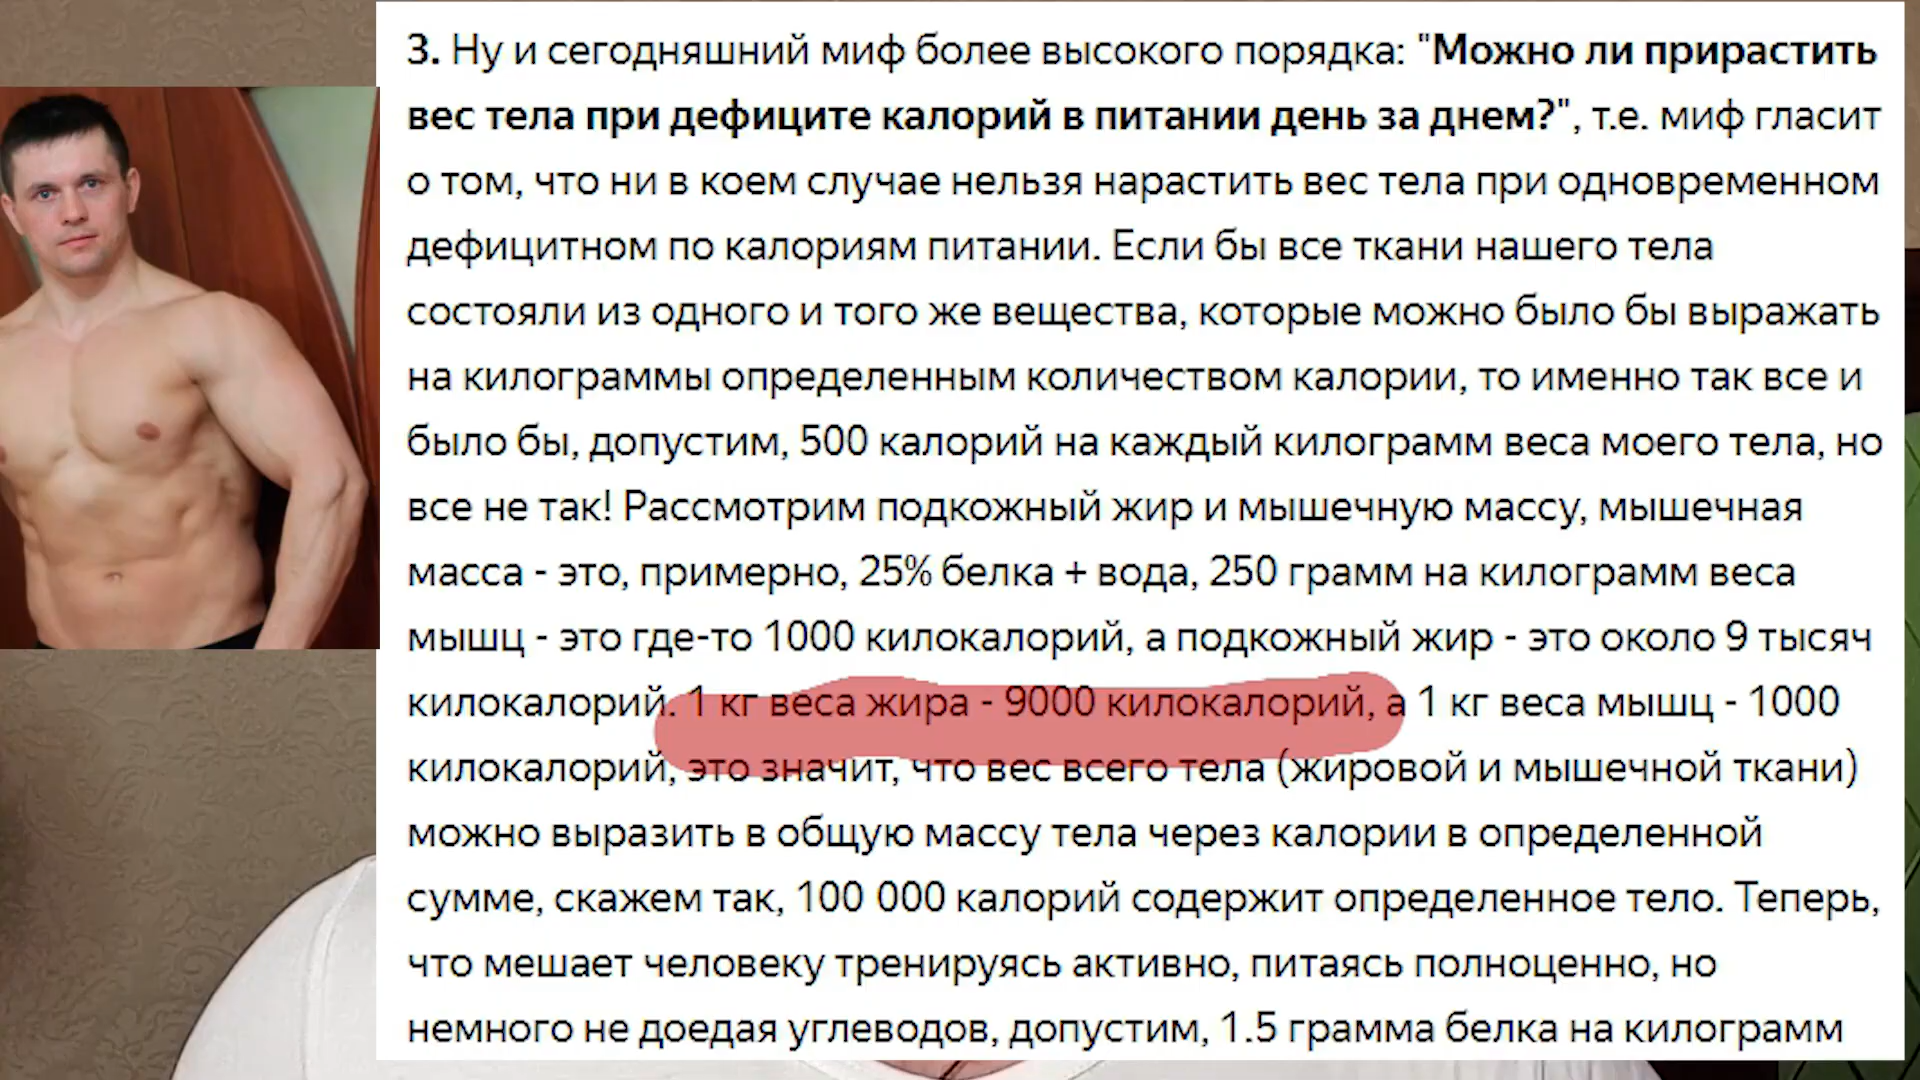 3. Ну и сегодняшний миф более высокого порядка: "Можно ли прирастить
вес тела при дефиците калорий в питании день за днем?", т.е. миф гласит
о том, что ни в коем случае нельзя нарастить вес тела при одновременном
дефицитном по калориям питании. Если бы все ткани нашего тела
состояли из одного и того же вещества, которые можно было бы выражать
на килограммы определенным количеством калории, то именно так все и
было бы, допустим, 500 калорий на каждый килограмм веса моего тела, но
все не так! Рассмотрим подкожный жир и мышечную массу, мышечная
масса - это, примерно, 25% белка + вода, 250 грамм на килограмм веса
мышц - это где-то 1000 килокалорий, а подкожный жир - это около 9 тысяч
килокалорий. 1 кг веса жира - 9000 килокалорий, а 1 кг веса мышц - 1000
килокалорий, это значит, что вес всего тела (жировой и мышечной ткани)
можно выразить в общую массу тела через калории в определенной
сумме, скажем так, 100 000 калорий содержит определенное тело. Теперь,
что мешает человеку тренируясь активно, питаясь полноценно, но
немного не доедая углеводов, допустим, 1.5 грамма белка на килограмм